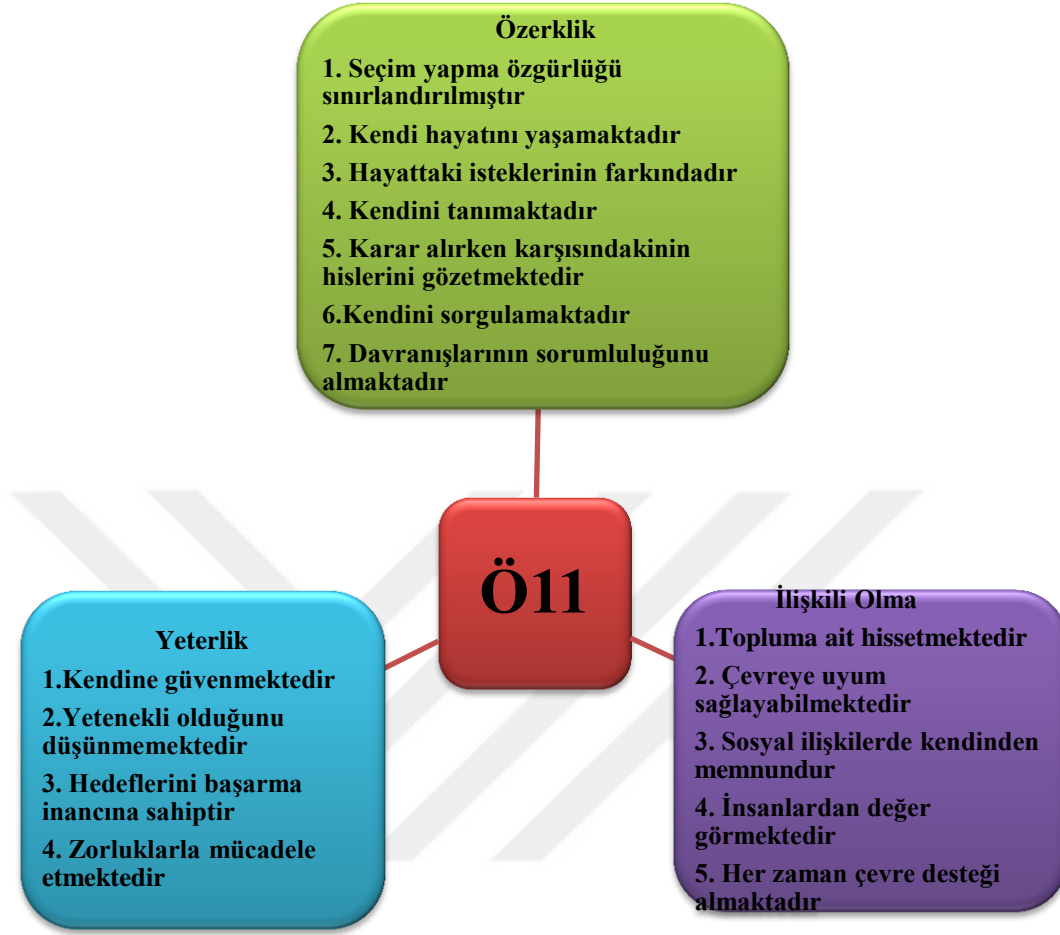 Özerklik
1. Seçim yapma özgürlüğü
sınırlandırılmıştır
2. Kendi hayatını yaşamaktadır
3. Hayattaki isteklerinin farkındadır
4. Kendini tanımaktadır
5. Karar alırken karşısındakinin
hislerini gözetmektedir
6.Kendini sorgulamaktadır
7. Davranışlarının sorumluluğunu
almaktadır
Ö11
Yeterlik
1.Kendine güvenmektedir
2.Yetenekli olduğunu
düşünmemektedir
3. Hedeflerini başarma
inancına sahiptir
4. Zorluklarla mücadele
etmektedir
İlişkili Olma
1.Topluma ait hissetmektedir
2. Çevreye uyum
sağlayabilmektedir
3. Sosyal ilişkilerde kendinden
memnundur
4. İnsanlardan değer
görmektedir
5. Her zaman çevre desteği
almaktadır